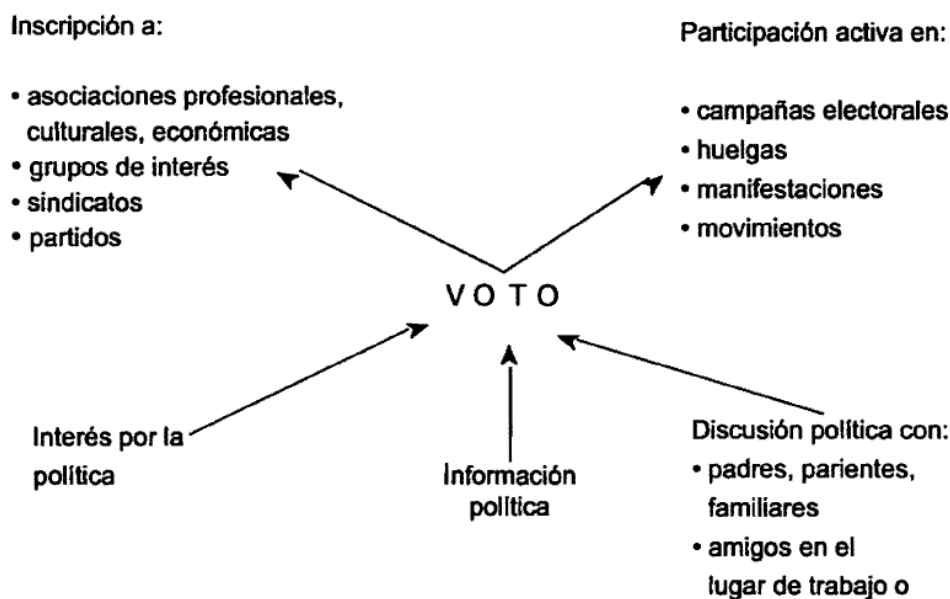 Inscripción a:
• asociaciones profesionales,
culturales, económicas
• grupos de interés
• sindicatos
• partidos
Participación activa en:
• campañas electorales
• huelgas
• manifestaciones
• movimientos
V O T O
Interés por la
política
Información
política
Discusión política con:
• padres, parientes,
familiares
• amigos en el
lugar de trabajo o